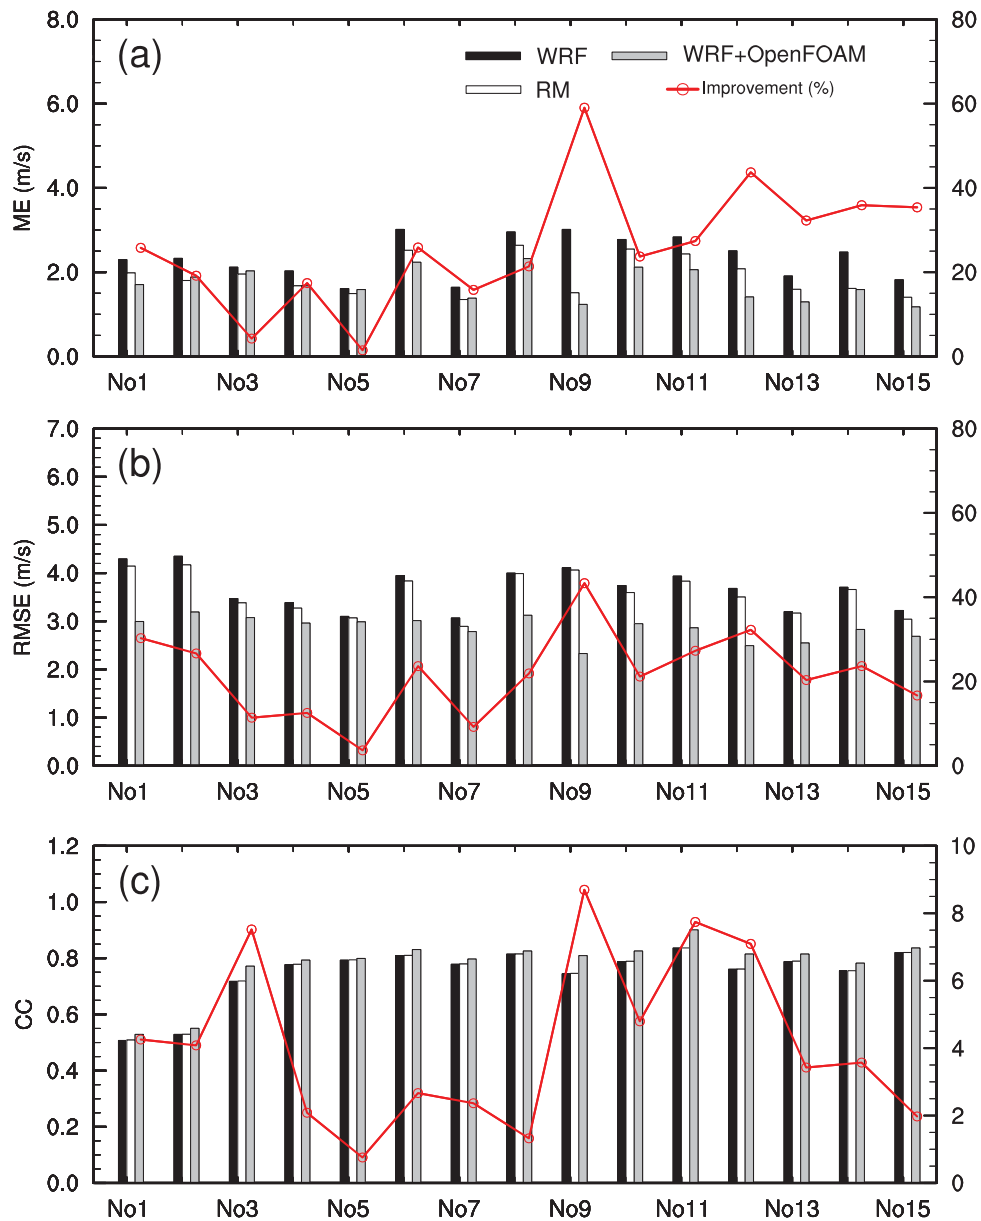 8.0 80
(a) WRF WRF+OpenFOAM
RM Improvement (%)
6.0 60
ME (m/s)
4.0 40
2.0 20
0.0 0
No1 No3 No5 No7 No9 No11 No13 No15
7.0 80
(b)
6.0 60
5.0
4.0 40
RMSE (m/s)
3.0
2.0 20
1.0
0.0 0
No1 No3 No5 No7 No9 No11 No13 No15
1.2 10
(c)
1.0 8
0.8
6
CC
0.6
4
0.4
0.2 2
0.0 0
No1 No3 No5 No7 No9 No11 No13 No15